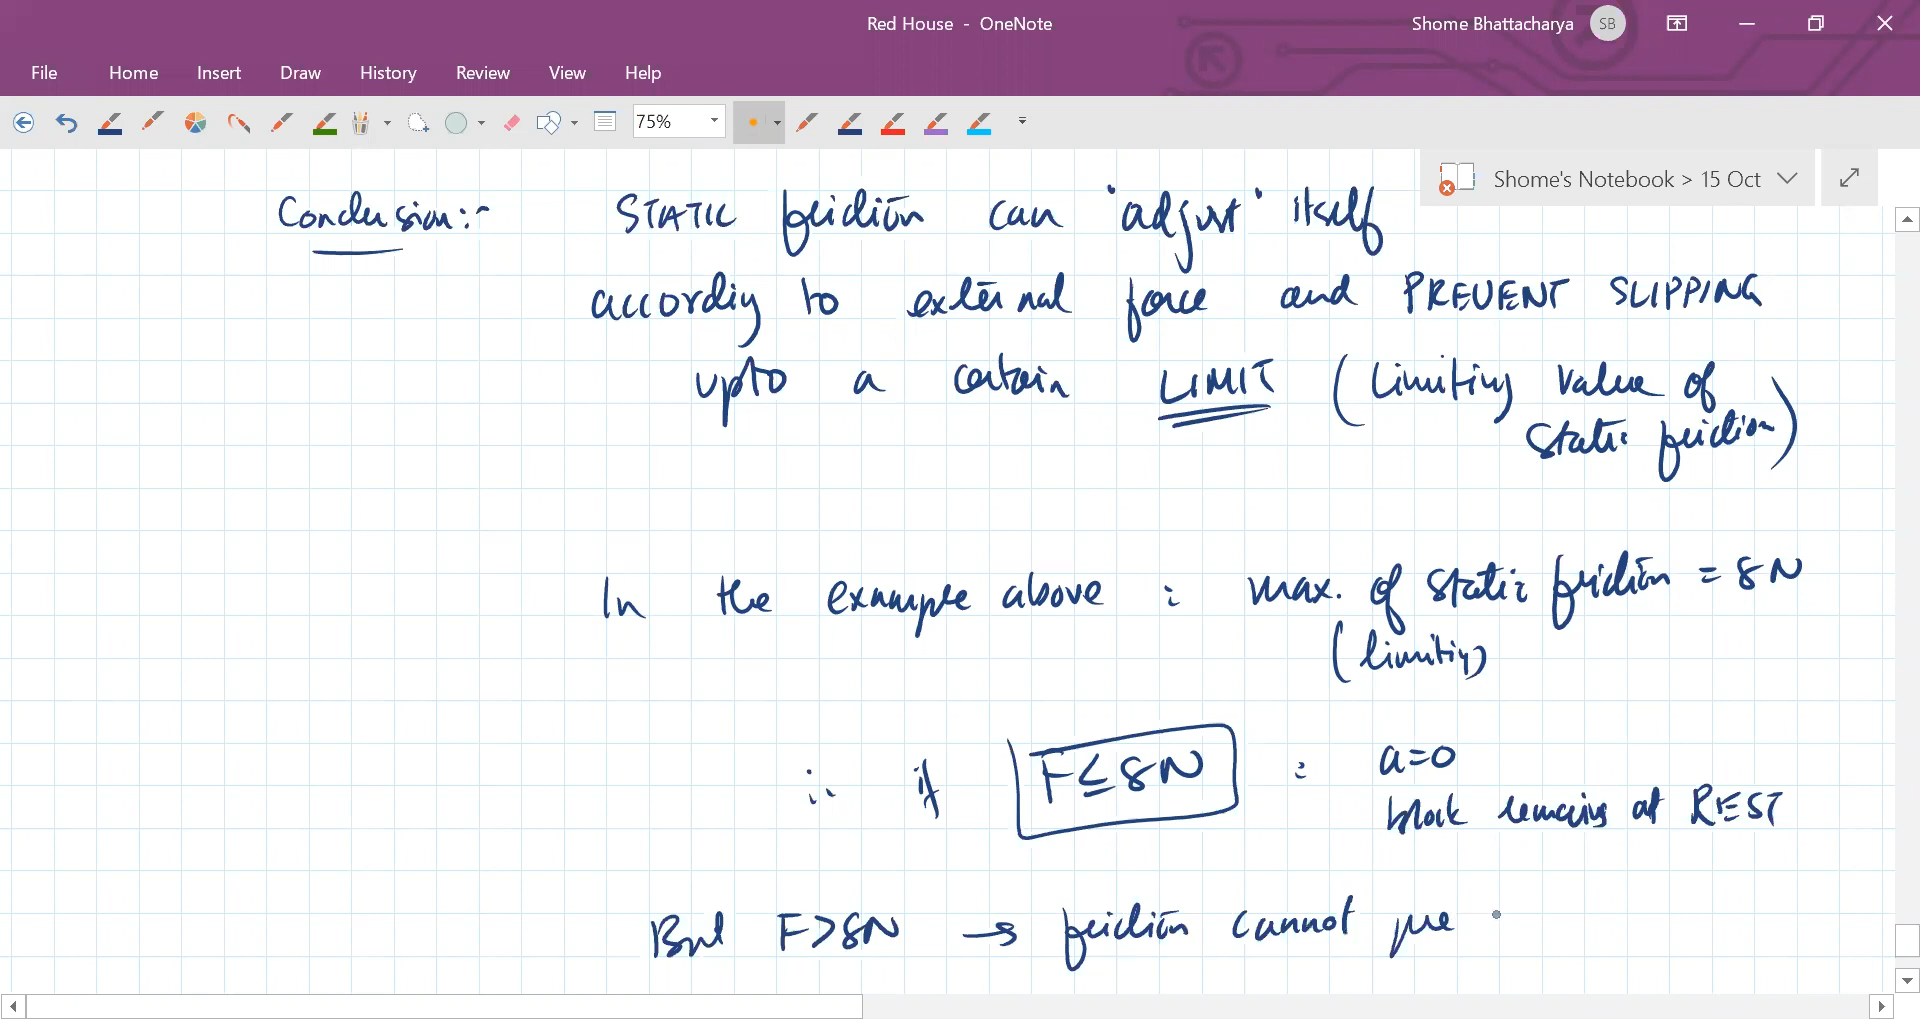 Red House - OneNote
Shome Bhattacharya SB
File Home Insert Draw History Review View Help
75%
Shome's Notebook > 15 Oct
Conclusion:- STATIC friction can 'adjust' itself
according to external force and PREVENT SLIPPING
upto a certain LIMIT (Limiting value of
static friction)
In the example above : max. of static friction = 8N
(limiting)
∴ if F≤8N : a=0
block remains at REST
But F>8N → friction cannot pre